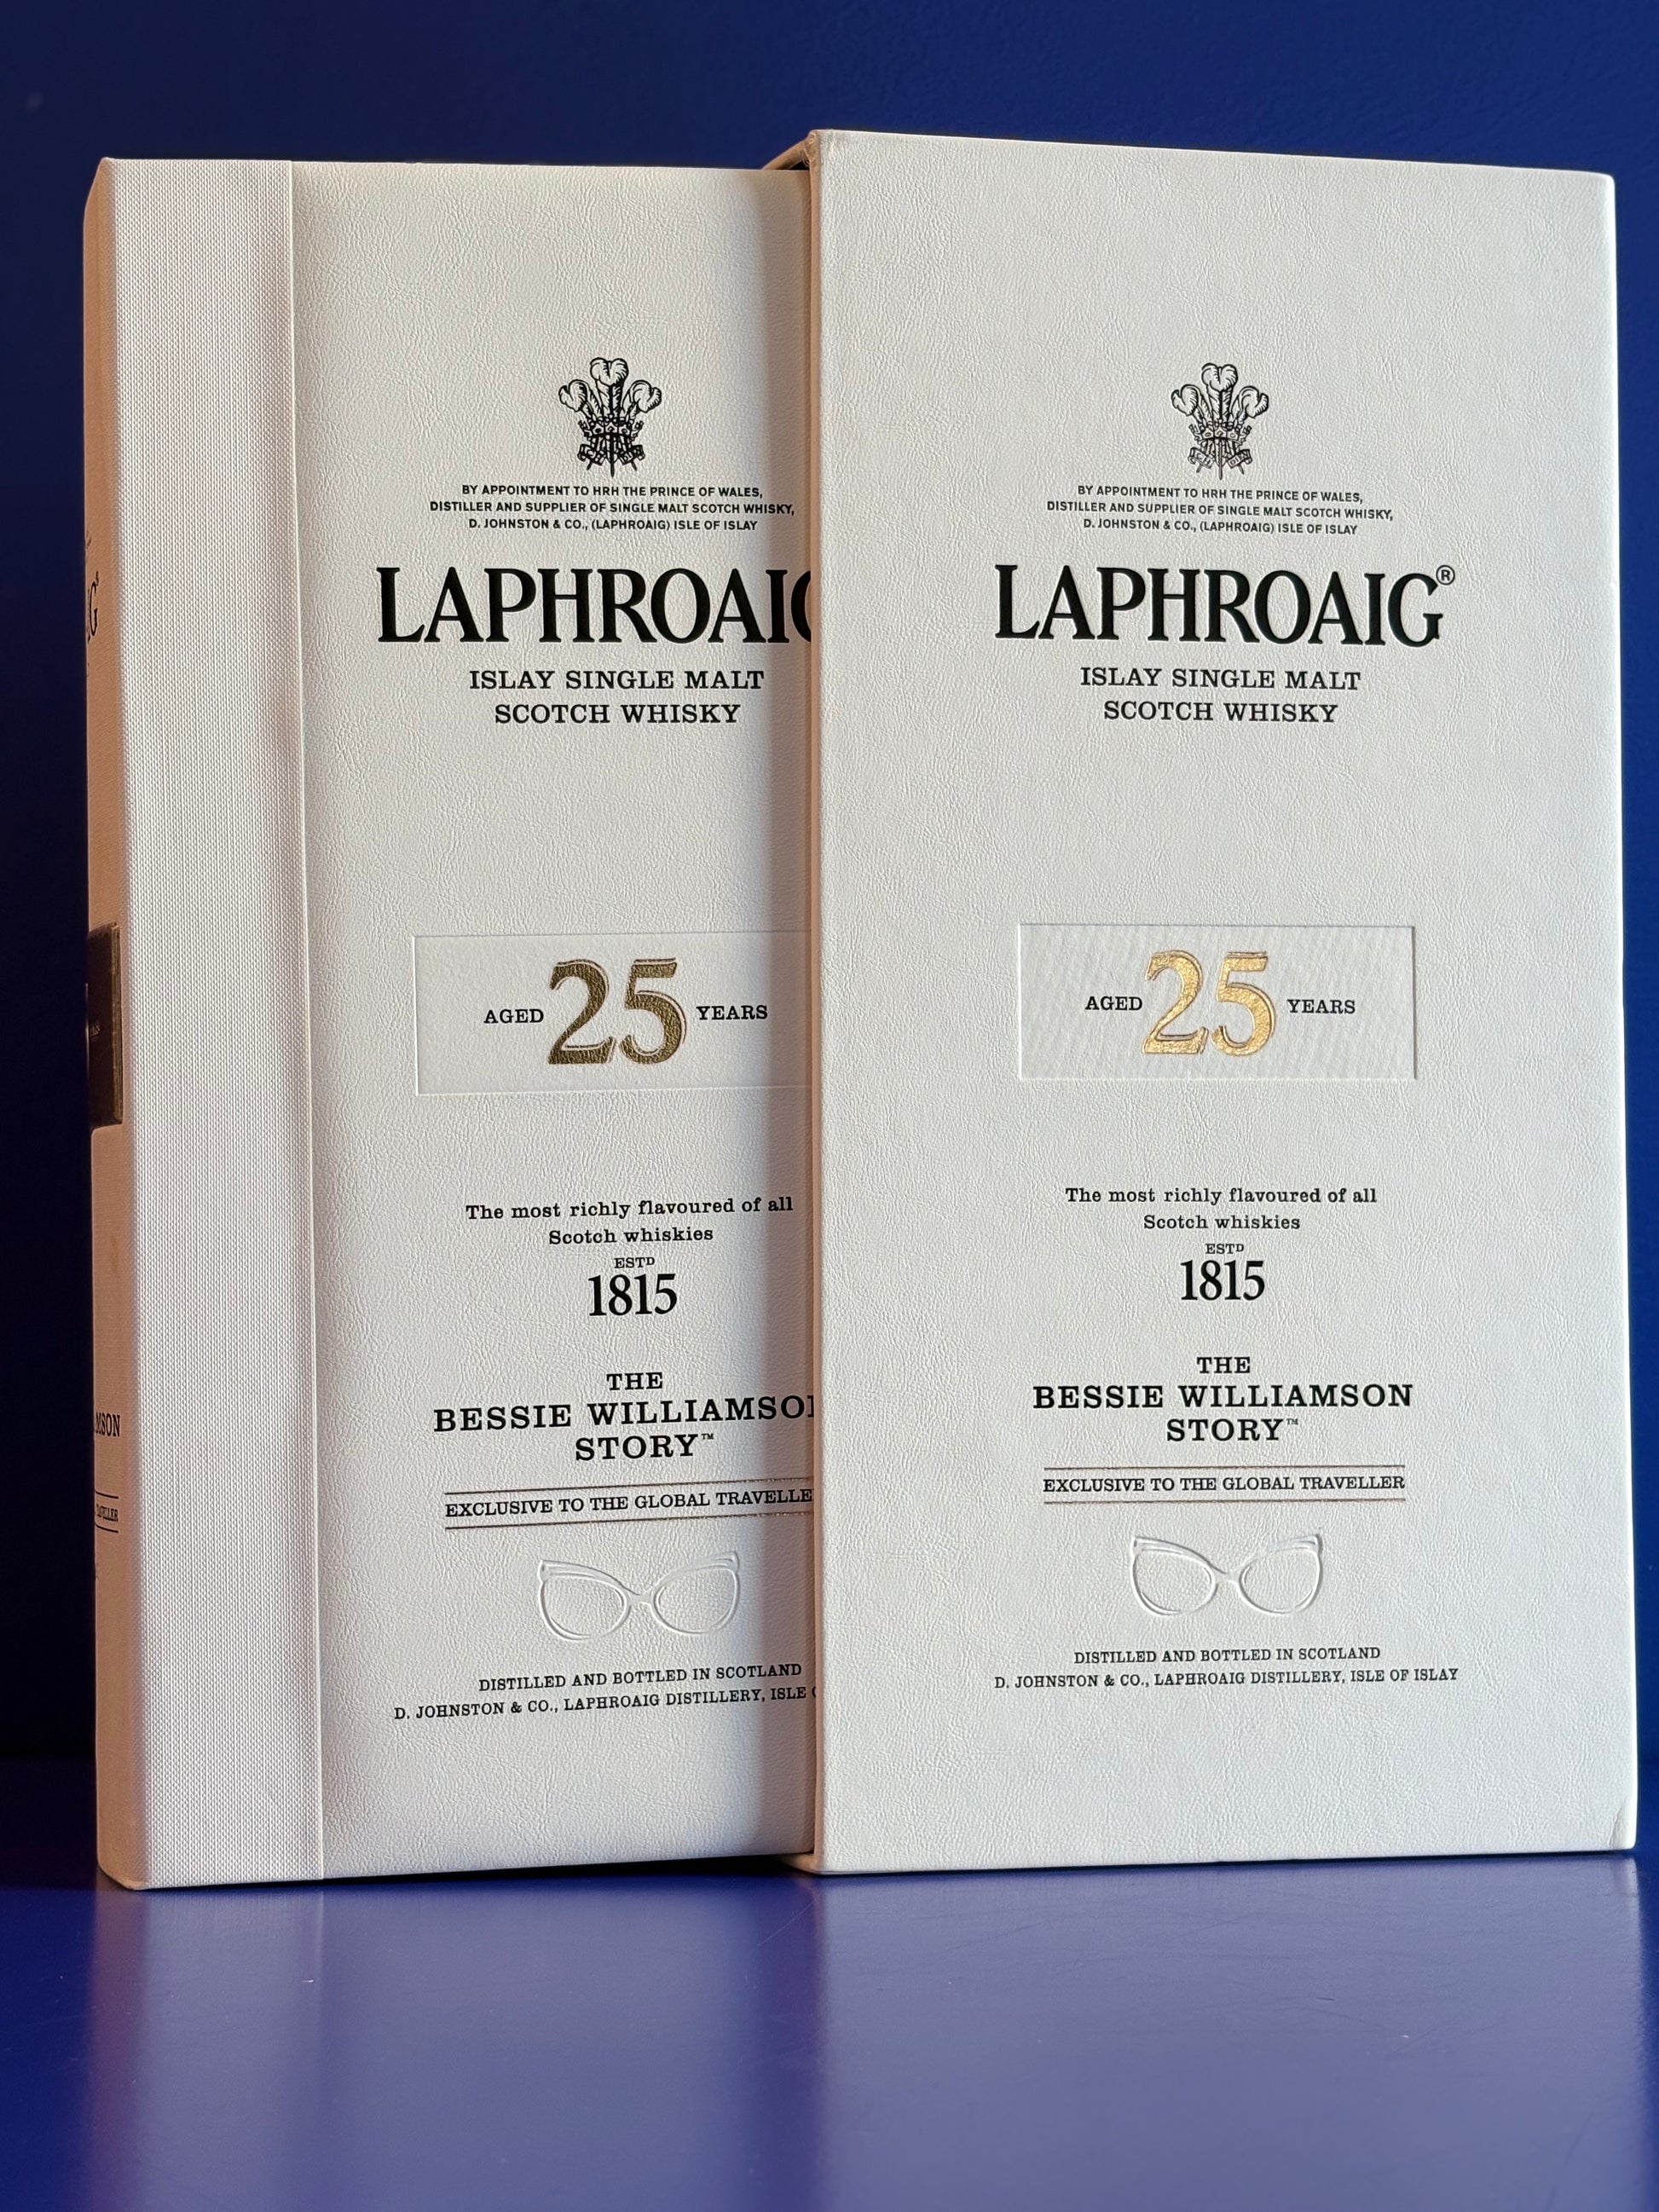 BY APPOINTMENT TO HRH THE PRINCE OF WALES,
DISTILLER AND SUPPLIER OF SINGLE MALT SCOTCH WHISKY,
D. JOHNSTON & CO., (LAPHROAIG) ISLE OF ISLAY
LAPHROAIG
ISLAY SINGLE MALT
SCOTCH WHISKY
AGED 25 YEARS
The most richly flavoured of all
Scotch whiskies
ESTD
1815
THE
BESSIE WILLIAMSON
STORY™
EXCLUSIVE TO THE GLOBAL TRAVELLE
DISTILLED AND BOTTLED IN SCOTLAND
D. JOHNSTON & CO., LAPHROAIG DISTILLERY, ISLE
BY APPOINTMENT TO HRH THE PRINCE OF WALES,
DISTILLER AND SUPPLIER OF SINGLE MALT SCOTCH WHISKY,
D. JOHNSTON & CO., (LAPHROAIG) ISLE OF ISLAY
LAPHROAIG®
ISLAY SINGLE MALT
SCOTCH WHISKY
AGED 25 YEARS
The most richly flavoured of all
Scotch whiskies
ESTD
1815
THE
BESSIE WILLIAMSON
STORY™
EXCLUSIVE TO THE GLOBAL TRAVELLER
DISTILLED AND BOTTLED IN SCOTLAND
D. JOHNSTON & CO., LAPHROAIG DISTILLERY, ISLE OF ISLAY